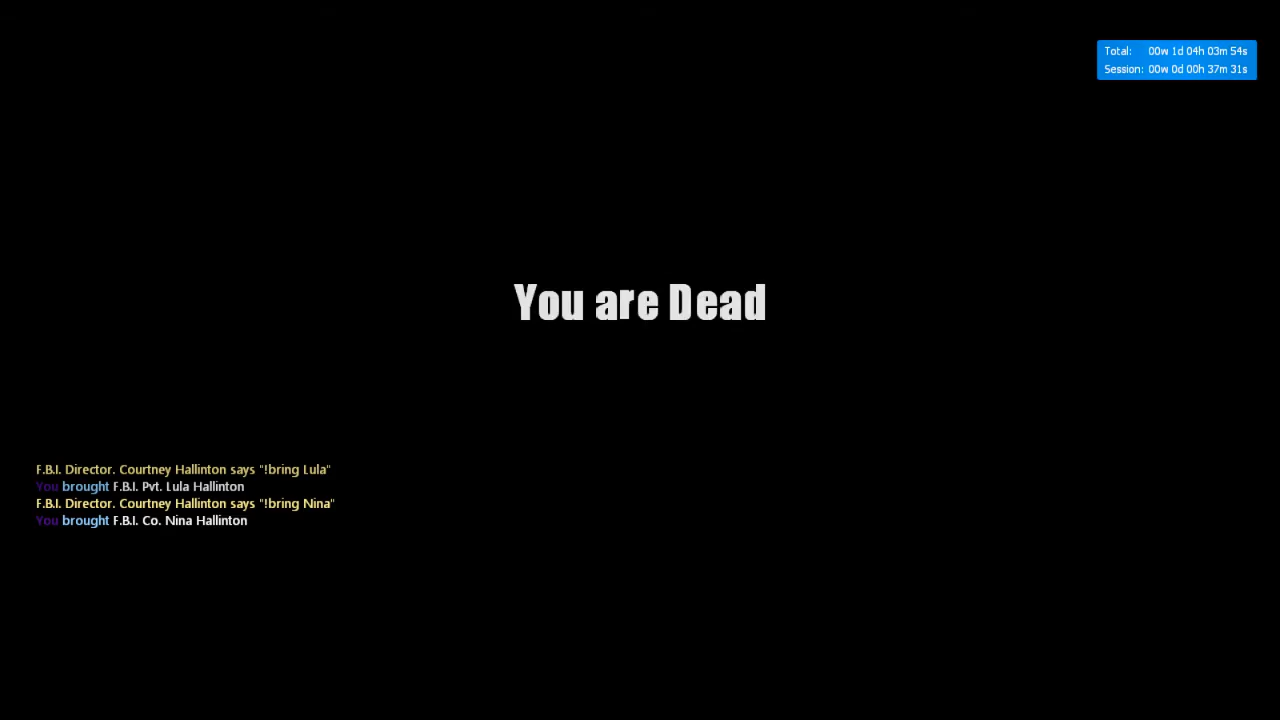 Total: 00w 1d 04h 03m 54s
Session: 00w 0d 00h 37m 31s
You are Dead
F.B.I. Director. Courtney Hallinton says "!bring Lula"
You brought F.B.I. Pvt. Lula Hallinton
F.B.I. Director. Courtney Hallinton says "!bring Nina"
You brought F.B.I. Co. Nina Hallinton